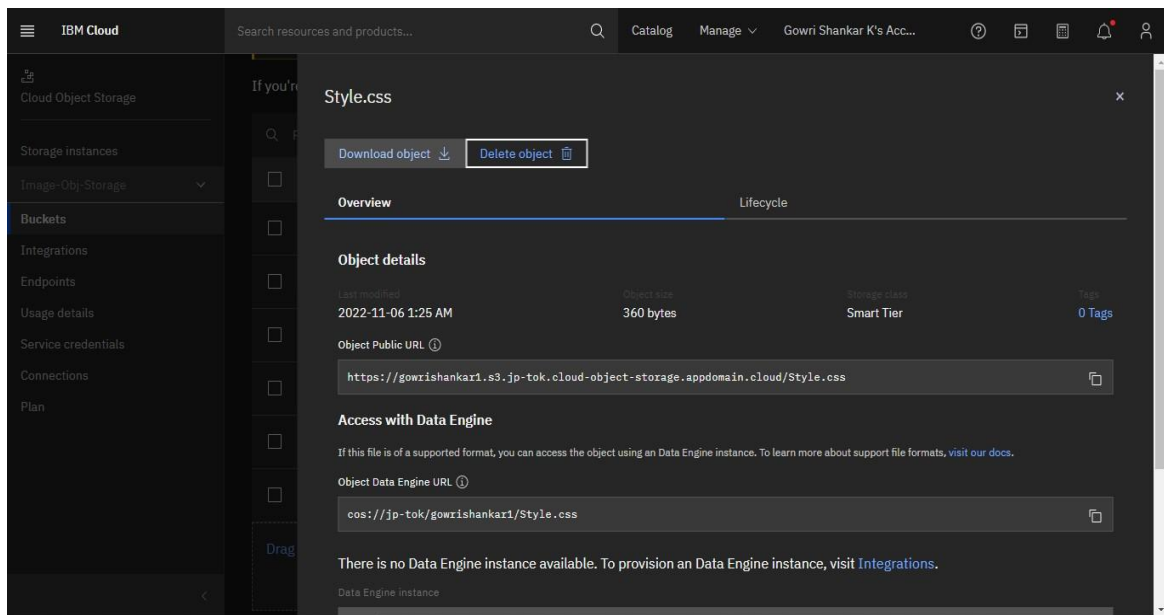 IBM Cloud
Search resources and products...
Catalog
Manage
Gowri Shankar K's Acc...
Cloud Object Storage
Storage instances
Image-Obj-Storage
Buckets
Integrations
Endpoints
Usage details
Service credentials
Connections
Plan
If you're
Drag
Style.css
Download object
Delete object
Overview
Lifecycle
Object details
Last modified
Object size
Storage class
Tags
2022-11-06 1:25 AM
360 bytes
Smart Tier
0 Tags
Object Public URL
https://gowrishankar1.s3.jp-tok.cloud-object-storage.appdomain.cloud/Style.css
Access with Data Engine
If this file is of a supported format, you can access the object using an Data Engine instance. To learn more about support file formats, visit our docs.
Object Data Engine URL
cos://jp-tok/gowrishankar1/Style.css
There is no Data Engine instance available. To provision an Data Engine instance, visit Integrations.
Data Engine instance